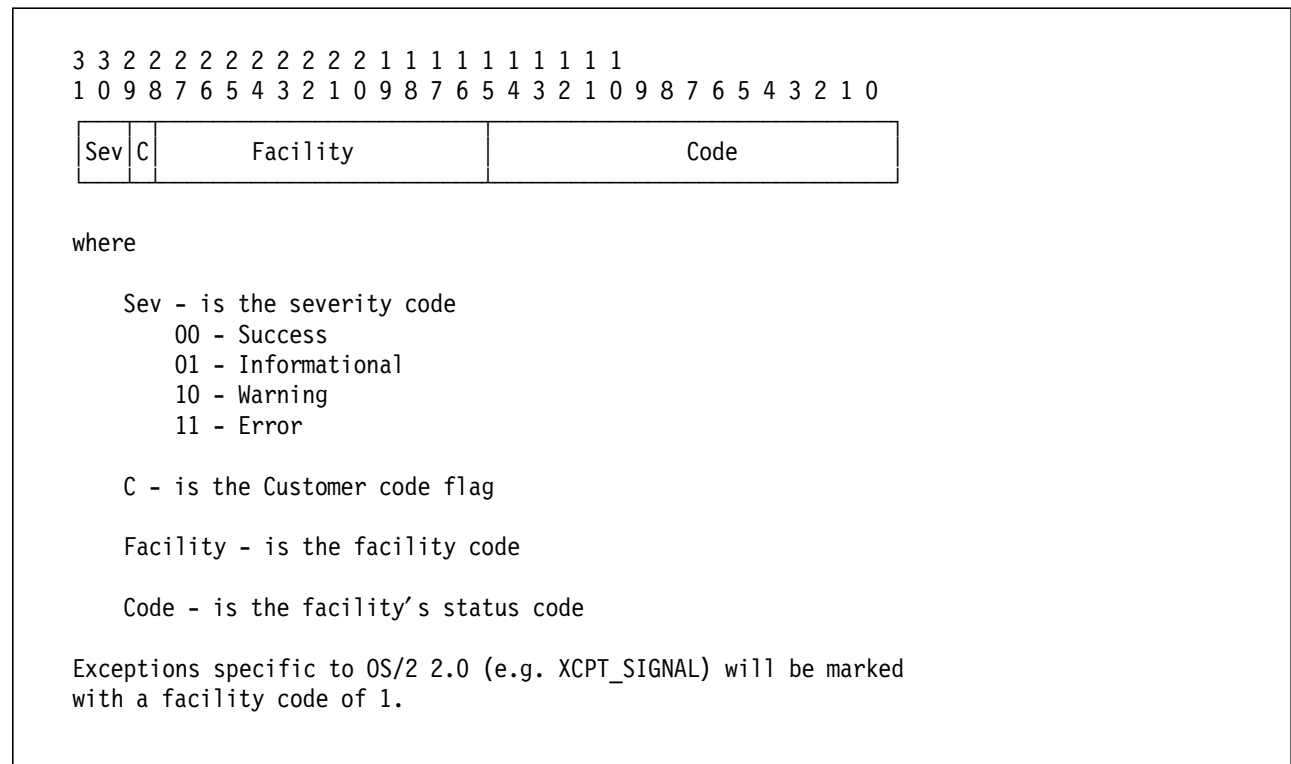 3 3 2 2 2 2 2 2 2 2 2 2 1 1 1 1 1 1 1 1 1 1
1 0 9 8 7 6 5 4 3 2 1 0 9 8 7 6 5 4 3 2 1 0 9 8 7 6 5 4 3 2 1 0
Sev C Facility Code
where
Sev - is the severity code
00 - Success
01 - Informational
10 - Warning
11 - Error
C - is the Customer code flag
Facility - is the facility code
Code - is the facility's status code
Exceptions specific to OS/2 2.0 (e.g. XCPT_SIGNAL) will be marked
with a facility code of 1.